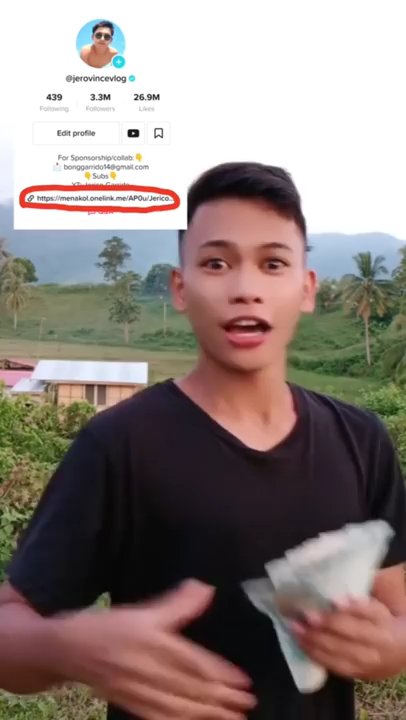 @jerovincevlog
439 3.3M 26.9M
Following Followers Likes
Edit profile
For Sponsorship/collab:👇
📩 bonggarrido14@gmail.com
👇Subs👇
https://menakol.onelink.me/AP0u/Jerico...